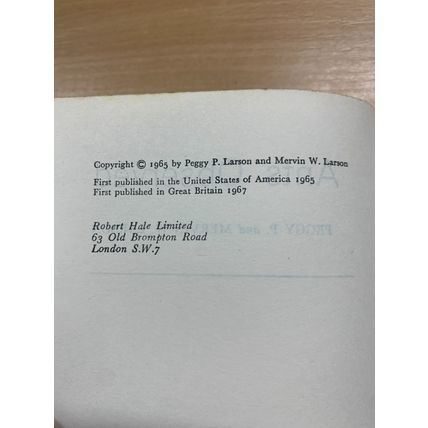 Copyright © 1965 by Peggy P. Larson and Mervin W. Larson
First published in the United States of America 1965
First published in Great Britain 1967
Robert Hale Limited
63 Old Brompton Road
London S.W.7